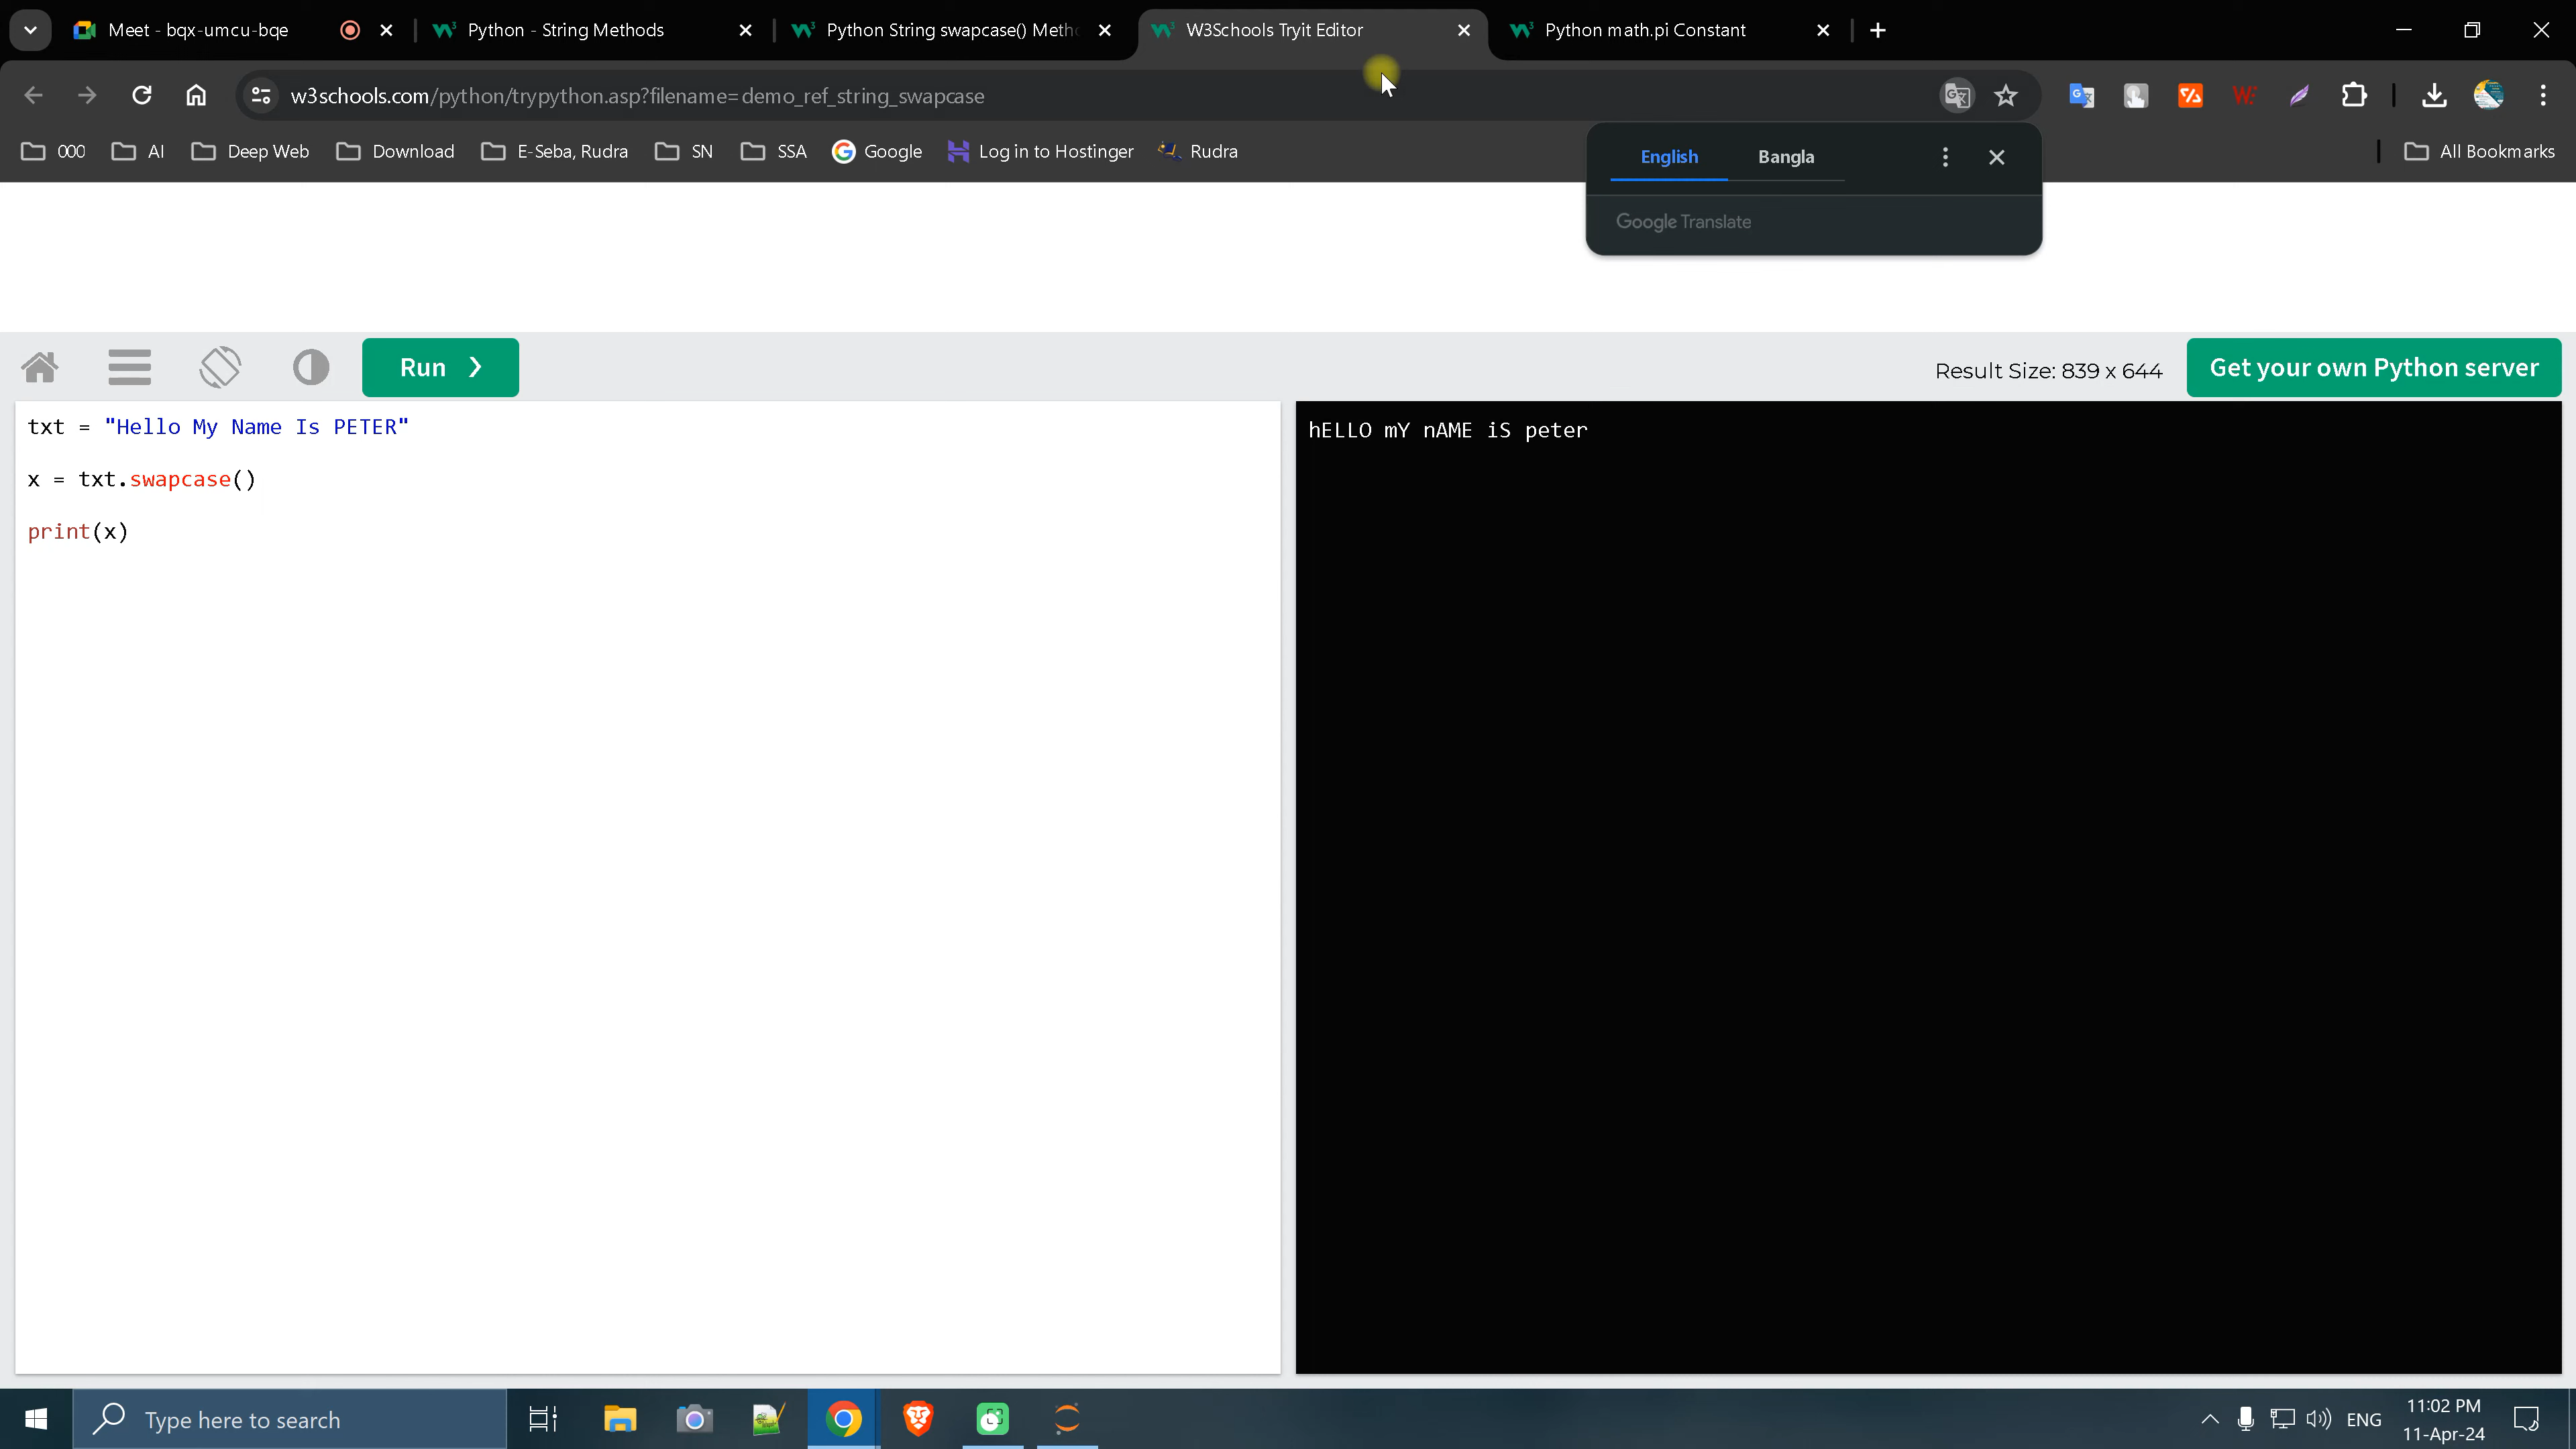 Meet - bqx-umcu-bqe
Python - String Methods
Python String swapcase() Meth
W3Schools Tryit Editor
Python math.pi Constant
w3schools.com/python/trypython.asp?filename=demo_ref_string_swapcase
000
AI
Deep Web
Download
E-Seba, Rudra
SN
SSA
Google
Log in to Hostinger
Rudra
All Bookmarks
English
Bangla
Google Translate
Run ❯
Result Size: 839 x 644
Get your own Python server
txt = "Hello My Name Is PETER"
x = txt.swapcase()
print(x)
hELLO mY nAME iS peter
Type here to search
ENG
11:02 PM
11-Apr-24